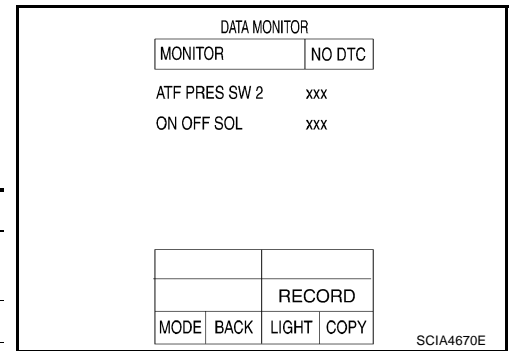 DATA MONITOR
MONITOR NO DTC
ATF PRES SW 2 xxx
ON OFF SOL xxx
RECORD
MODE BACK LIGHT COPY
SCIA4670E